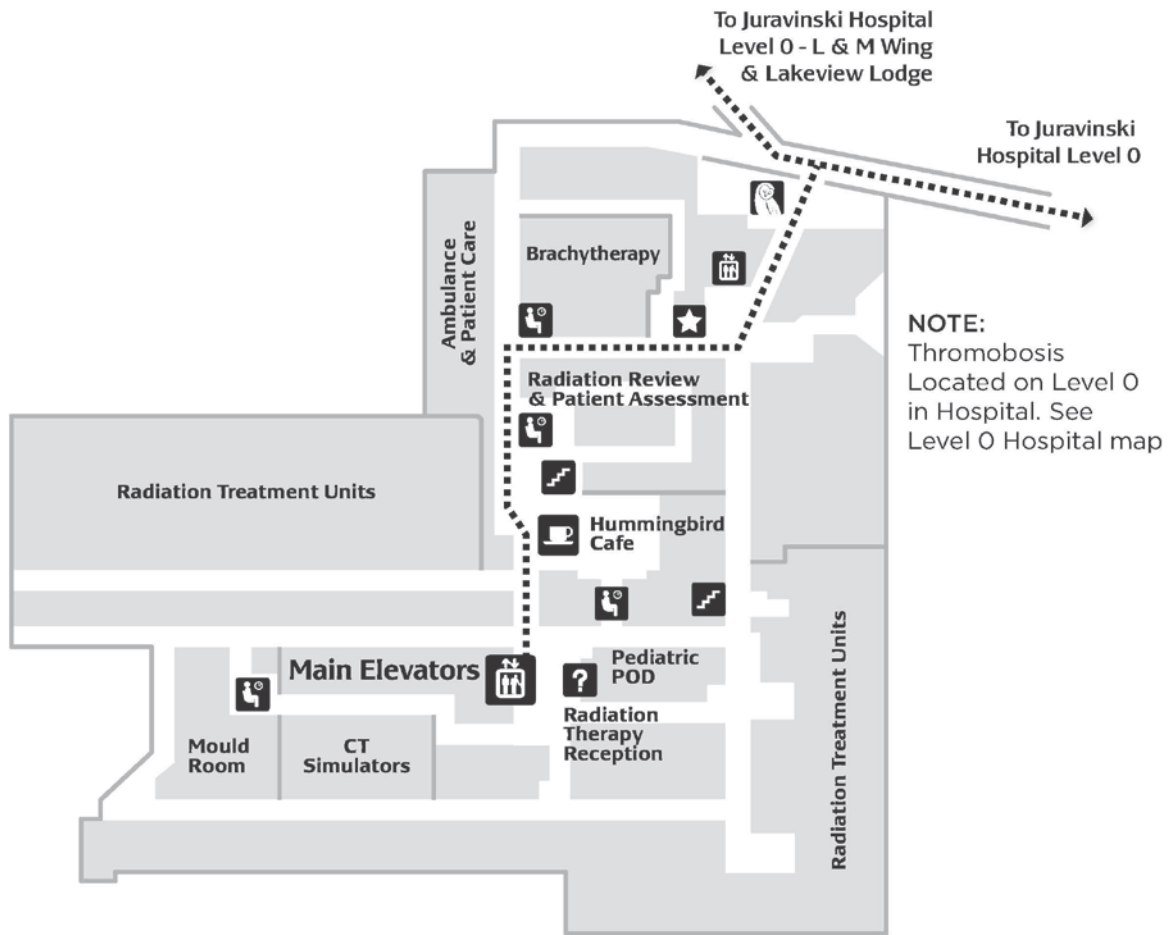 To Juravinski Hospital
Level 0 - L & M Wing
& Lakeview Lodge
To Juravinski
Hospital Level 0
Ambulance
& Patient Care
Brachytherapy
NOTE:
Thromobosis
Located on Level 0
in Hospital. See
Level 0 Hospital map
Radiation Review
& Patient Assessment
Radiation Treatment Units
Hummingbird
Cafe
Main Elevators
?
Pediatric
POD
Radiation
Therapy
Reception
Mould
Room
CT
Simulators
Radiation Treatment Units